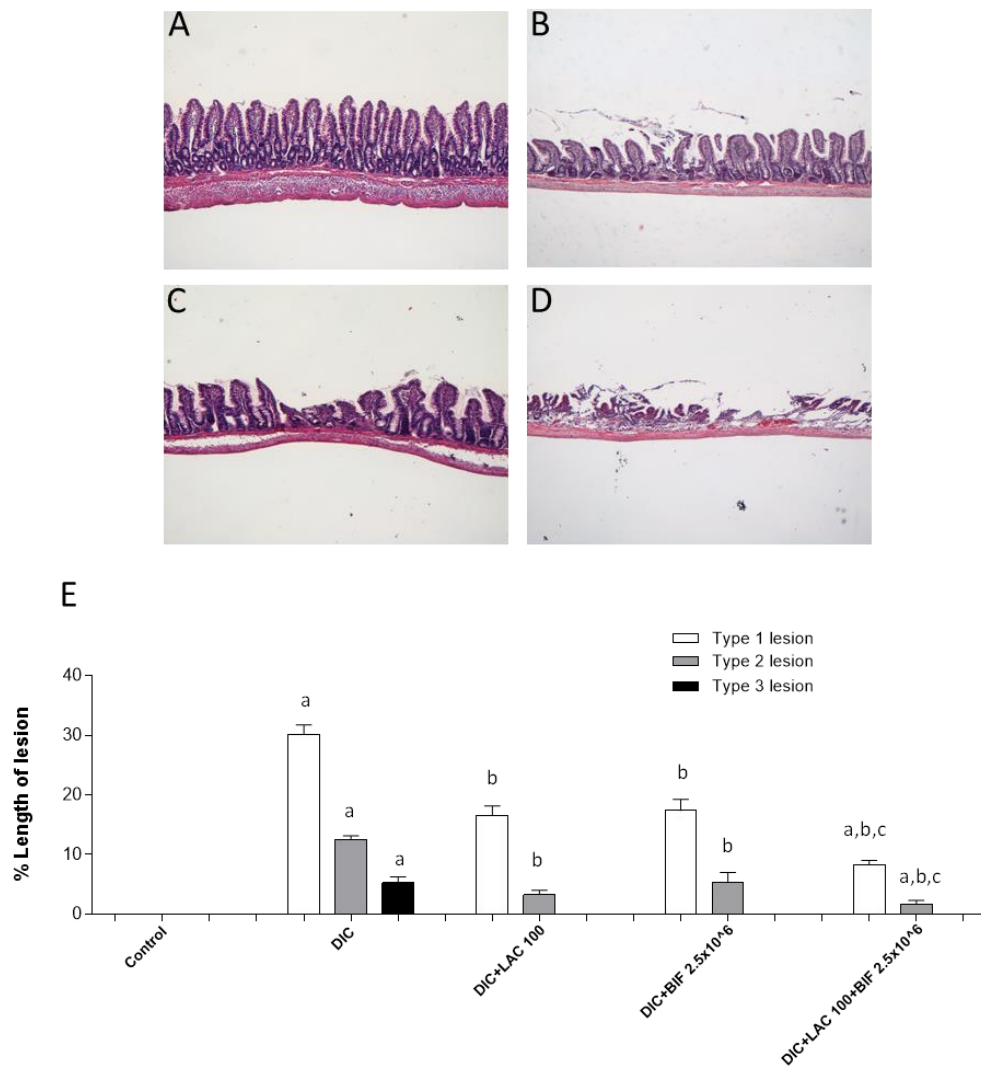 A
B
C
D
E
Type 1 lesion
Type 2 lesion
Type 3 lesion
% Length of lesion
40
30
20
10
0
a
a
a
b
b
b
b
a,b,c
a,b,c
Control
DIC
DIC+LAC 100
DIC+BIF 2.5x10^6
DIC+LAC 100+BIF 2.5x10^6